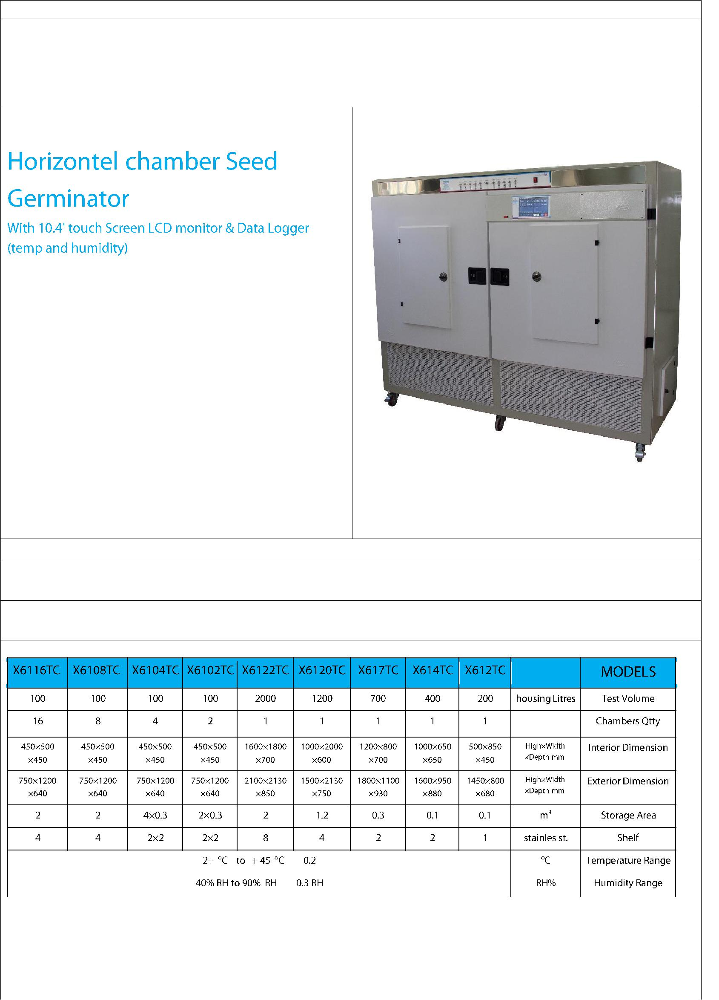 Horizontel chamber Seed
Germinator
With 10.4' touch Screen LCD monitor & Data Logger
(temp and humidity)
X6116TC X6108TC X6104TC X6102TC X6122TC X6120TC X617TC X614TC X612TC MODELS
100 100 100 100 2000 1200 700 400 200 housing Litres Test Volume
16 8 4 2 1 1 1 1 1 Chambers Qtty
450×500 450×500 450×500 450×500 1600×1800 1000×2000 1200×800 1000×650 500×850 High×Width Interior Dimension
×450 ×450 ×450 ×450 ×700 ×600 ×700 ×650 ×450 ×Depth mm
750×1200 750×1200 750×1200 750×1200 2100×2130 1500×2130 1800×1100 1600×950 1450×800 High×Width Exterior Dimension
×640 ×640 ×640 ×640 ×850 ×750 ×930 ×880 ×680 ×Depth mm
2 2 4×0.3 2×0.3 2 1.2 0.3 0.1 0.1 m³ Storage Area
4 4 2×2 2×2 8 4 2 2 1 stainles st. Shelf
2+ °C to + 45 °C 0.2 °C Temperature Range
40% RH to 90% RH 0.3 RH RH% Humidity Range